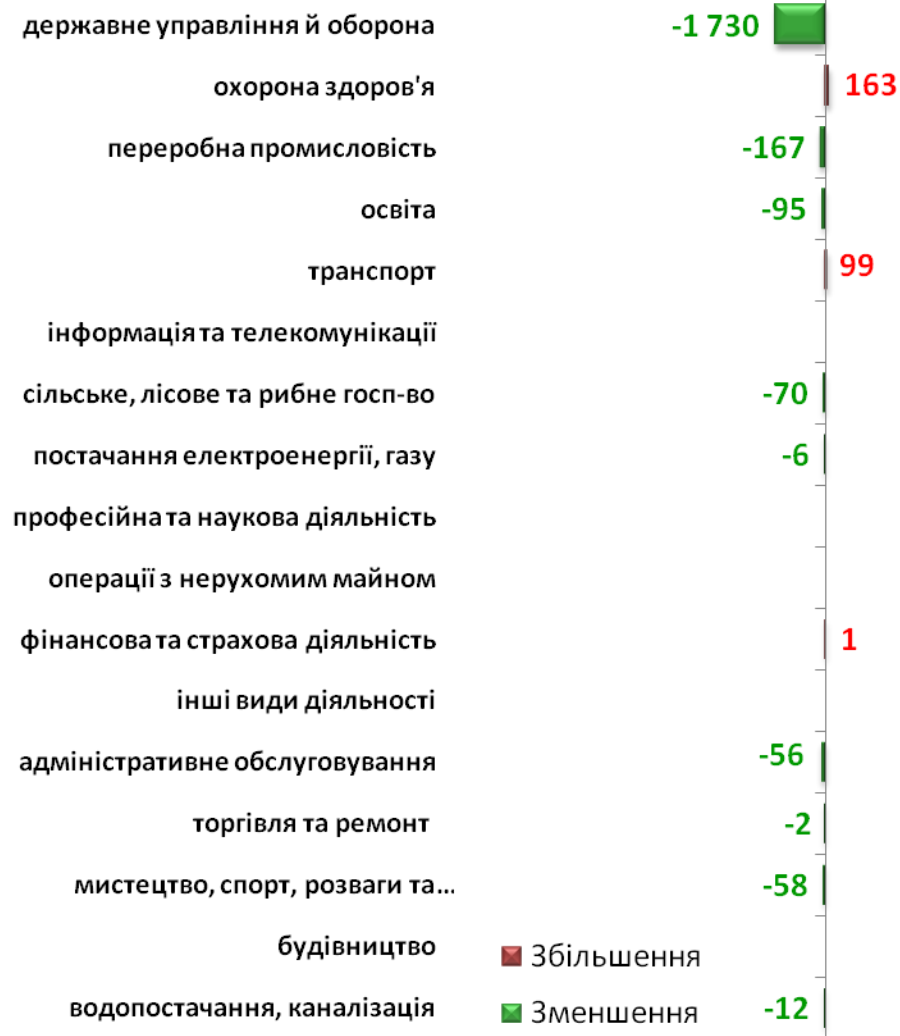 державне управління й оборона -1 730
охорона здоров'я 163
переробна промисловість -167
освіта -95
транспорт 99
інформація та телекомунікації
сільське, лісове та рибне госп-во -70
постачання електроенергії, газу -6
професійна та наукова діяльність
операції з нерухомим майном
фінансова та страхова діяльність 1
інші види діяльності
адміністративне обслуговування -56
торгівля та ремонт -2
мистецтво, спорт, розваги та... -58
будівництво
Збільшення
водопостачання, каналізація -12
Зменшення